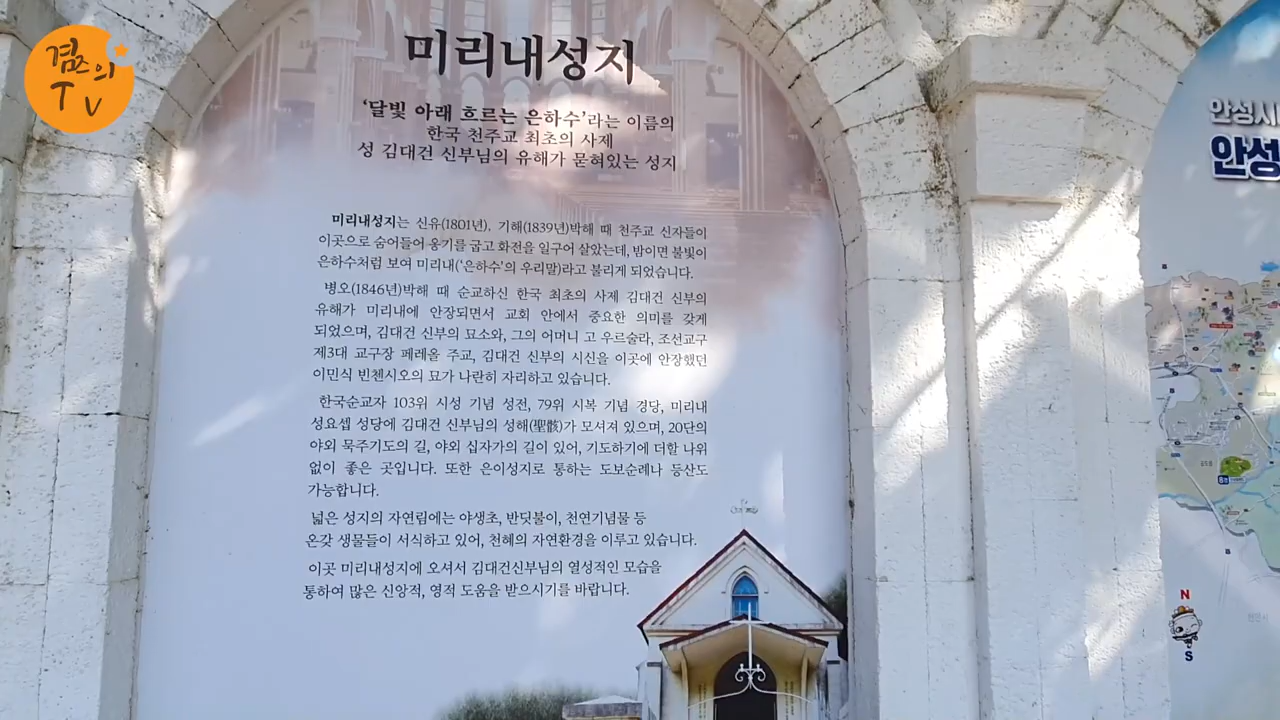 겸조의
TV
미리내성지
'달빛 아래 흐르는 은하수'라는 이름의
한국 천주교 최초의 사제
성 김대건 신부님의 유해가 묻혀있는 성지
미리내성지는 신유(1801년), 기해(1839년)박해 때 천주교 신자들이
이곳으로 숨어들어 옹기를 굽고 화전을 일구어 살았는데, 밤이면 불빛이
은하수처럼 보여 미리내('은하수'의 우리말)라고 불리게 되었습니다.
병오(1846년)박해 때 순교하신 한국 최초의 사제 김대건 신부의
유해가 미리내에 안장되면서 교회 안에서 중요한 의미를 갖게
되었으며, 김대건 신부의 묘소와, 그의 어머니 고 우르술라, 조선교구
제3대 교구장 페레올 주교, 김대건 신부의 시신을 이곳에 안장했던
이민식 빈첸시오의 묘가 나란히 자리하고 있습니다.
한국순교자 103위 시성 기념 성전, 79위 시복 기념 경당, 미리내
성요셉 성당에 김대건 신부님의 성해(聖骸)가 모셔져 있으며, 20단의
야외 묵주기도의 길, 야외 십자가의 길이 있어, 기도하기에 더할 나위
없이 좋은 곳입니다. 또한 은이성지로 통하는 도보순례나 등산도
가능합니다.
넓은 성지의 자연림에는 야생초, 반딧불이, 천연기념물 등
온갖 생물들이 서식하고 있어, 천혜의 자연환경을 이루고 있습니다.
이곳 미리내성지에 오셔서 김대건신부님의 열성적인 모습을
통하여 많은 신앙적, 영적 도움을 받으시기를 바랍니다.
안성시
안성
N
S